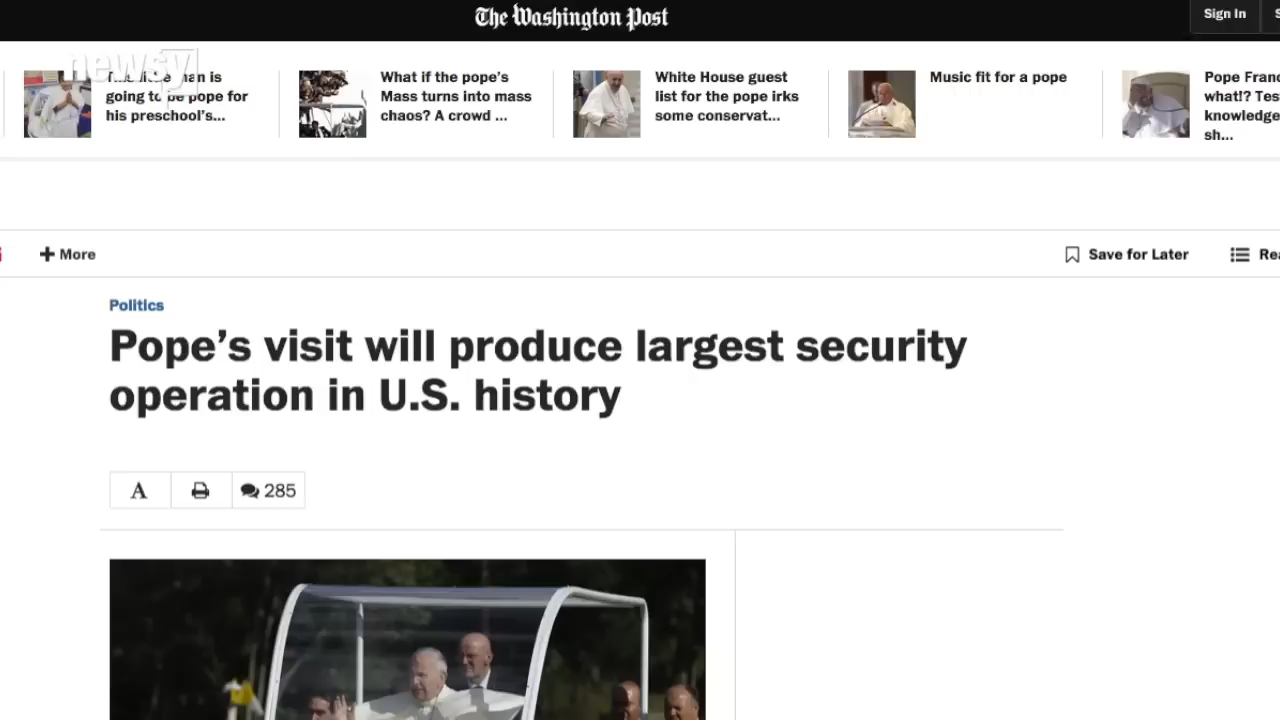 The Washington Post
Sign In
newsy
an is
going to be pope for
his preschool's...
What if the pope's
Mass turns into mass
chaos? A crowd ...
White House guest
list for the pope irks
some conservat...
Music fit for a pope
Pope Franc
what!? Tes
knowledge
sh...
More
Save for Later
Politics
Pope's visit will produce largest security
operation in U.S. history
A
285